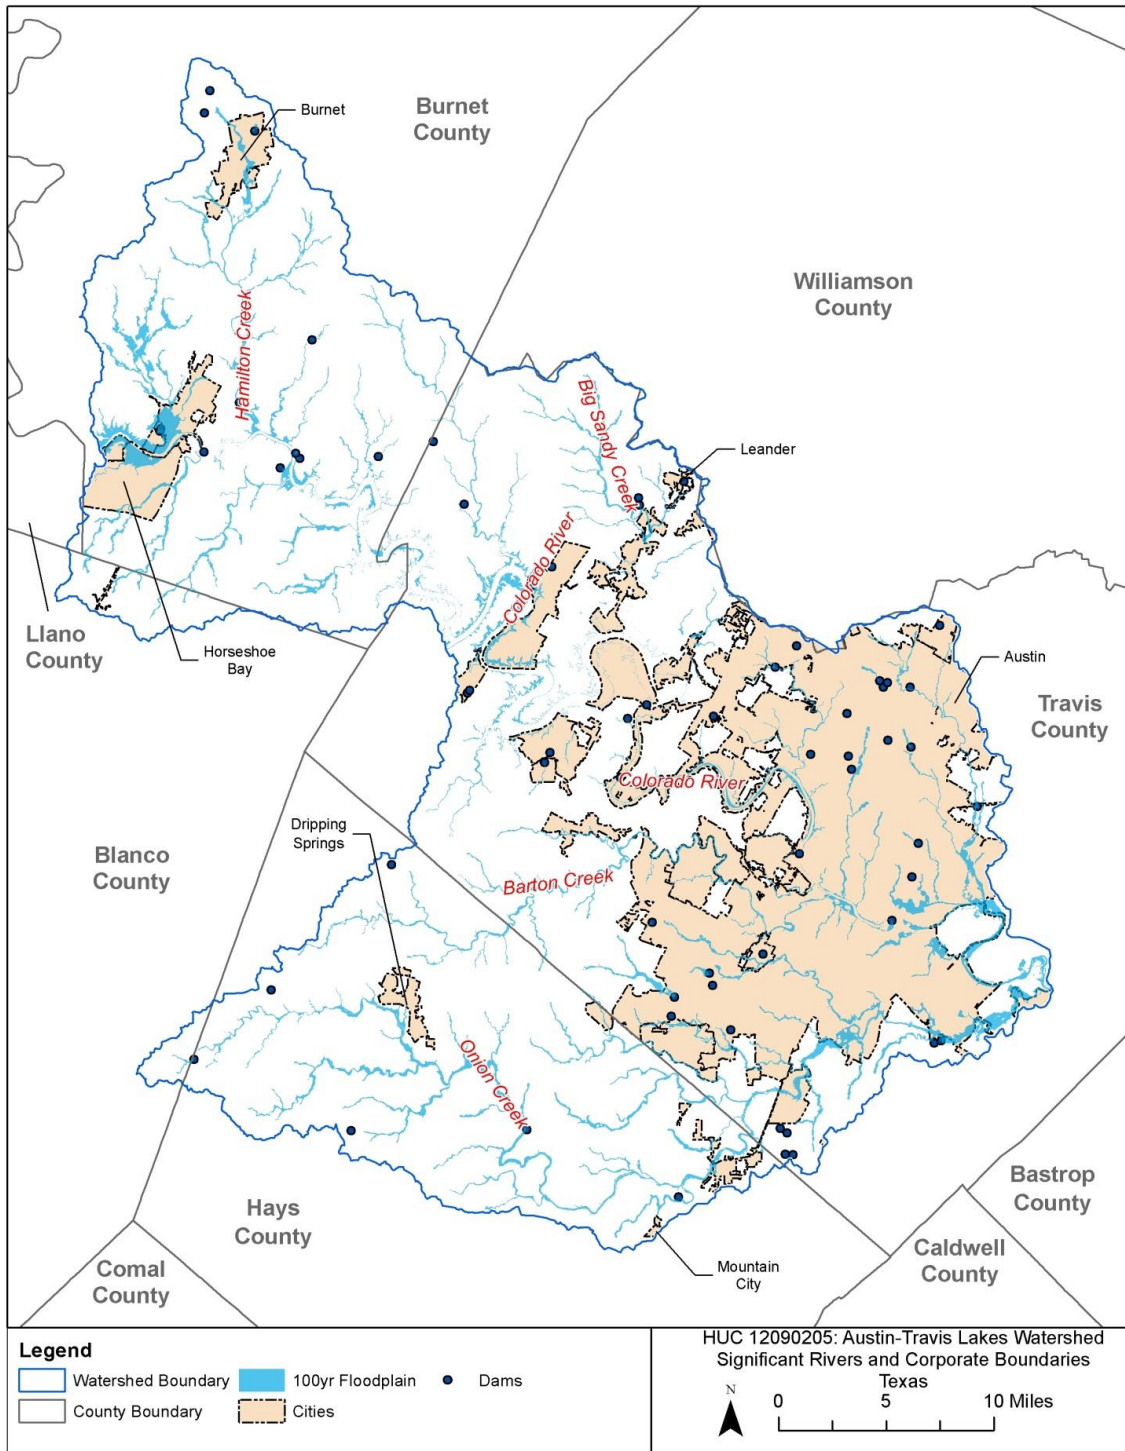 Burnet
County
Burnet
Williamson
County
Hamilton Creek
Big Sandy Creek
Leander
Colorado River
Llano
County
Horseshoe
Bay
Austin
Travis
County
Colorado River
Dripping
Springs
Blanco
County
Barton Creek
Onion Creek
Hays
County
Bastrop
County
Mountain
City
Caldwell
County
Comal
County
Legend
Watershed Boundary
100yr Floodplain
Dams
County Boundary
Cities
HUC 12090205: Austin-Travis Lakes Watershed
Significant Rivers and Corporate Boundaries
Texas
N
0 5 10 Miles